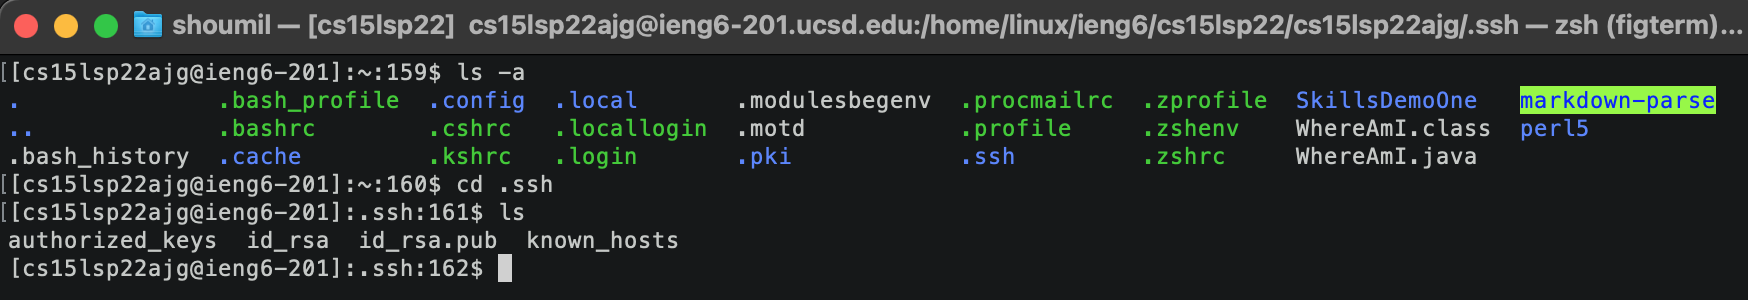 shoumil — [cs15lsp22] cs15lsp22ajg@ieng6-201.ucsd.edu:/home/linux/ieng6/cs15lsp22/cs15lsp22ajg/.ssh — zsh (figterm)...
[[cs15lsp22ajg@ieng6-201]:~:159$ ls -a
. .bash_profile .config .local .modulesbegenv .procmailrc .zprofile SkillsDemoOne markdown-parse
.. .bashrc .cshrc .locallogin .motd .profile .zshenv WhereAmI.class perl5
.bash_history .cache .kshrc .login .pki .ssh .zshrc WhereAmI.java
[[cs15lsp22ajg@ieng6-201]:~:160$ cd .ssh
[[cs15lsp22ajg@ieng6-201]:.ssh:161$ ls
authorized_keys id_rsa id_rsa.pub known_hosts
[cs15lsp22ajg@ieng6-201]:.ssh:162$